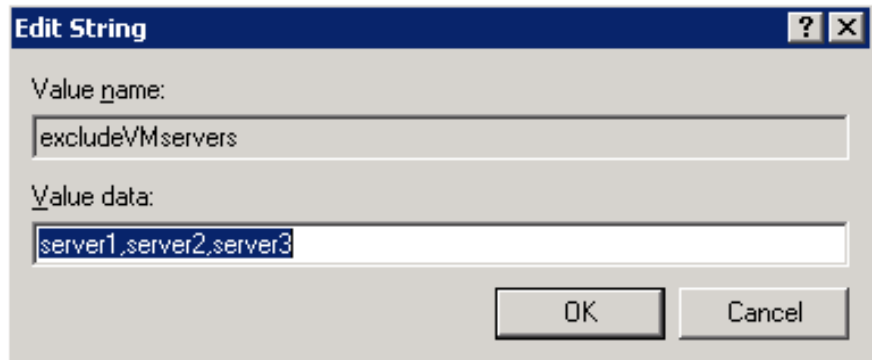 Edit String
Value name:
excludeVMservers
Value data:
server1,server2,server3
OK Cancel